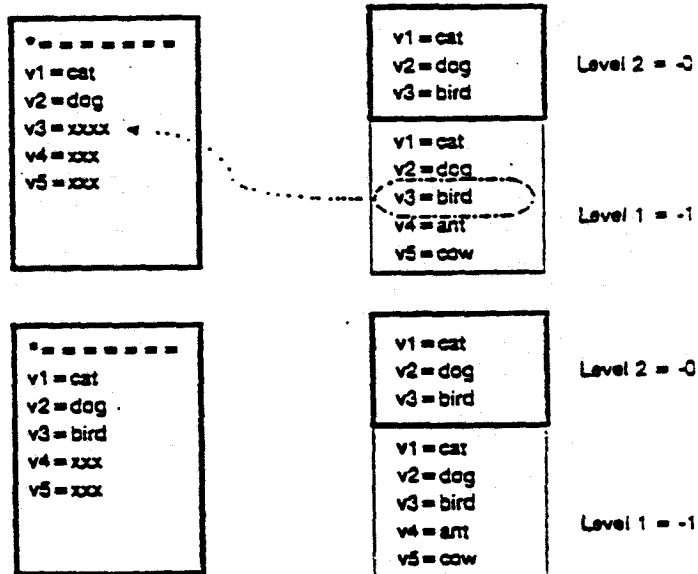 *= = = = = = =
v1=cat
v2=dog
v3=xxxx
v4=xxx
v5=xxx
v1=cat
v2=dog
v3=bird
Level 2 = -0
v1=cat
v2=dog
v3=bird
v4=ant
v5=cow
Level 1 = -1
*= = = = = = =
v1=cat
v2=dog
v3=bird
v4=xxx
v5=xxx
v1=cat
v2=dog
v3=bird
Level 2 = -0
v1=cat
v2=dog
v3=bird
v4=ant
v5=cow
Level 1 = -1